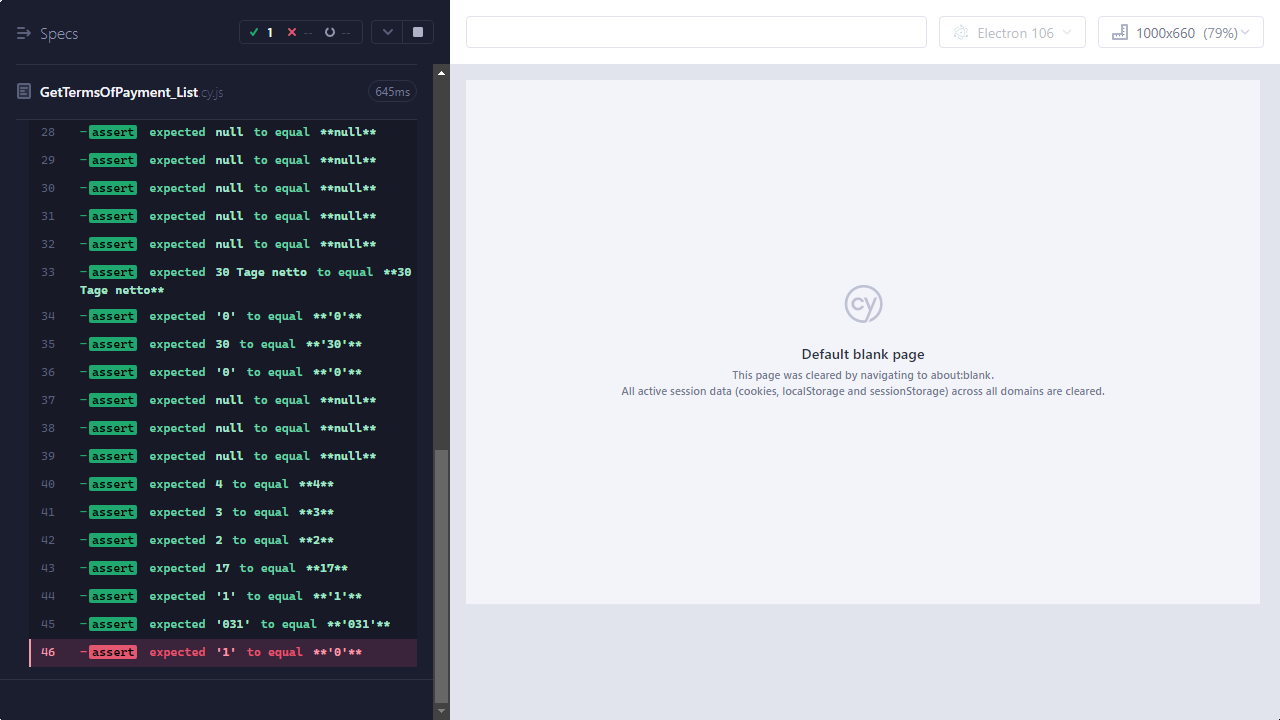 Specs
1
--
--
Electron 106
1000x660 (79%)
GetTermsOfPayment_List.cy.js
645ms
28 -assert expected null to equal **null**
29 -assert expected null to equal **null**
30 -assert expected null to equal **null**
31 -assert expected null to equal **null**
32 -assert expected null to equal **null**
33 -assert expected 30 Tage netto to equal **30
Tage netto**
34 -assert expected '0' to equal **'0'**
35 -assert expected 30 to equal **'30'**
36 -assert expected '0' to equal **'0'**
37 -assert expected null to equal **null**
38 -assert expected null to equal **null**
39 -assert expected null to equal **null**
40 -assert expected 4 to equal **4**
41 -assert expected 3 to equal **3**
42 -assert expected 2 to equal **2**
43 -assert expected 17 to equal **17**
44 -assert expected '1' to equal **'1'**
45 -assert expected '031' to equal **'031'**
46 -assert expected '1' to equal **'0'**
cy
Default blank page
This page was cleared by navigating to about:blank.
All active session data (cookies, localStorage and sessionStorage) across all domains are cleared.